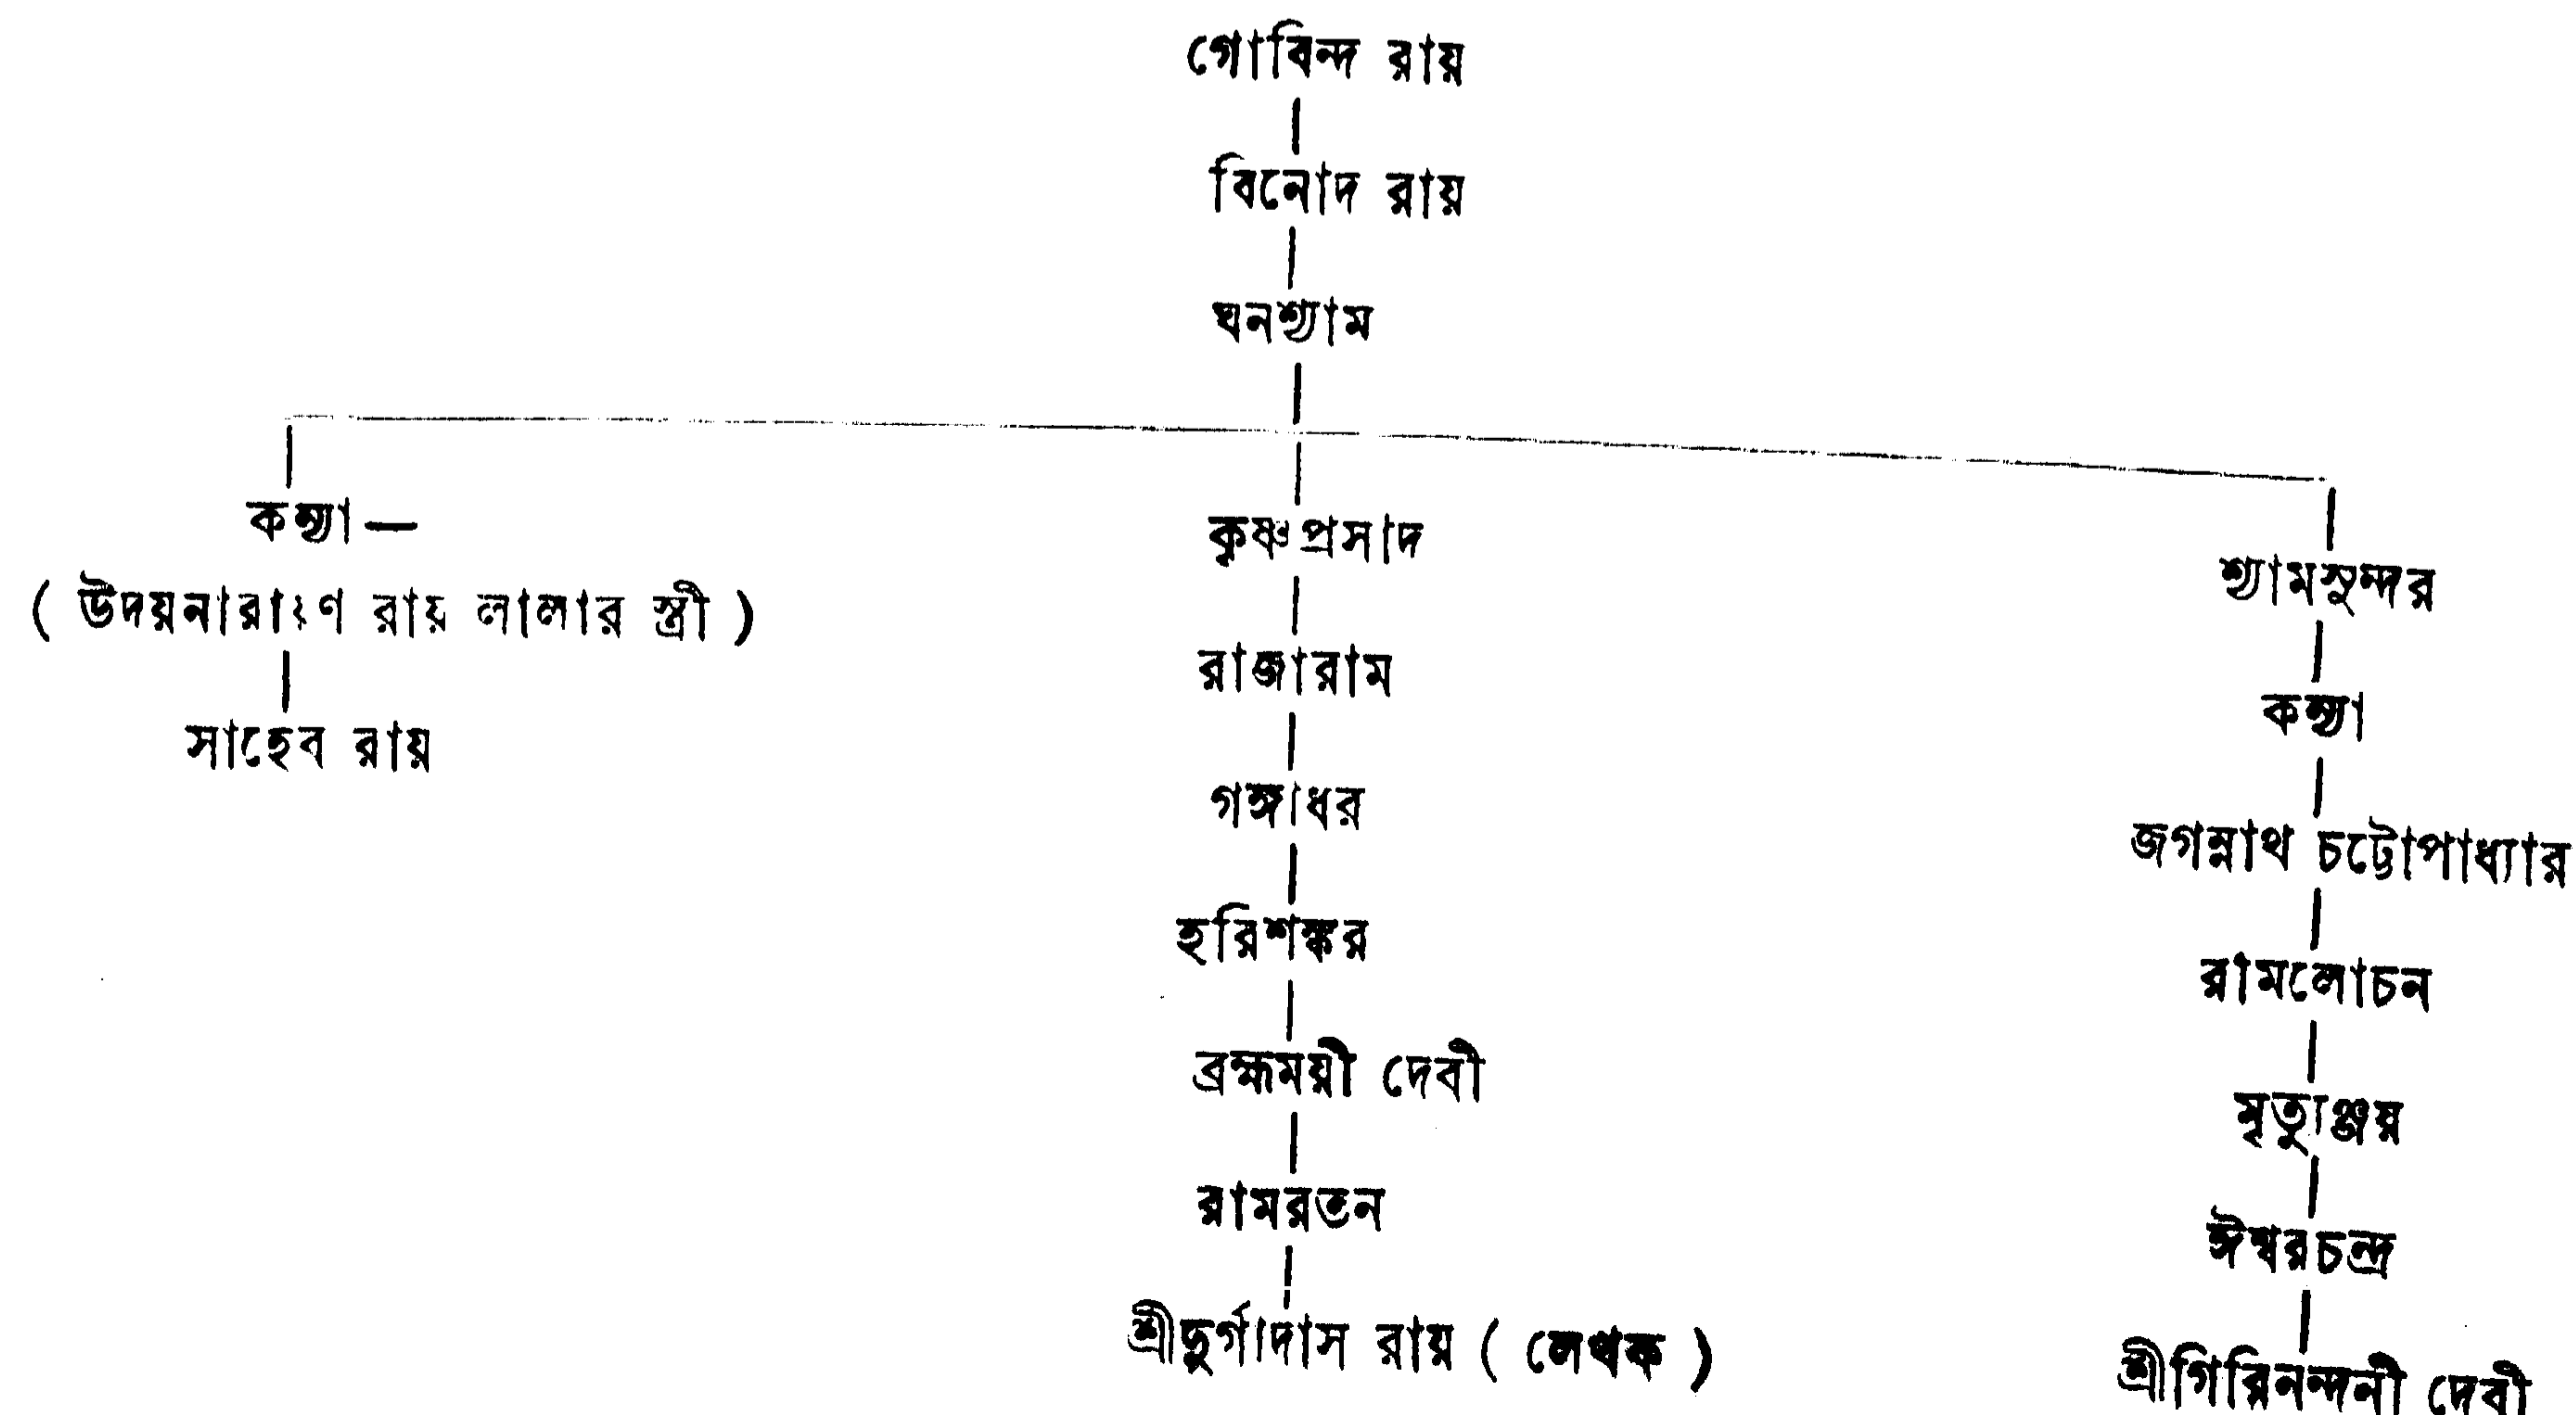 গোবিন্দ রায়
বিনোদ রায়
ঘনশ্যাম
কন্যা —
( উদয়নারায়ণ রায় লালার স্ত্রী )
সাহেব রায়
কৃষ্ণপ্রসাদ
রাজারাম
গঙ্গাধর
হরিশঙ্কর
ব্রহ্মময়ী দেবী
রামরতন
শ্রীদুর্গাদাস রায় ( লেখক )
শ্যামসুন্দর
কন্যা
জগন্নাথ চট্টোপাধ্যার
রামলোচন
মৃত্যুঞ্জয়
ঈশ্বরচন্দ্র
শ্রীগিরিনন্দনী দেবী